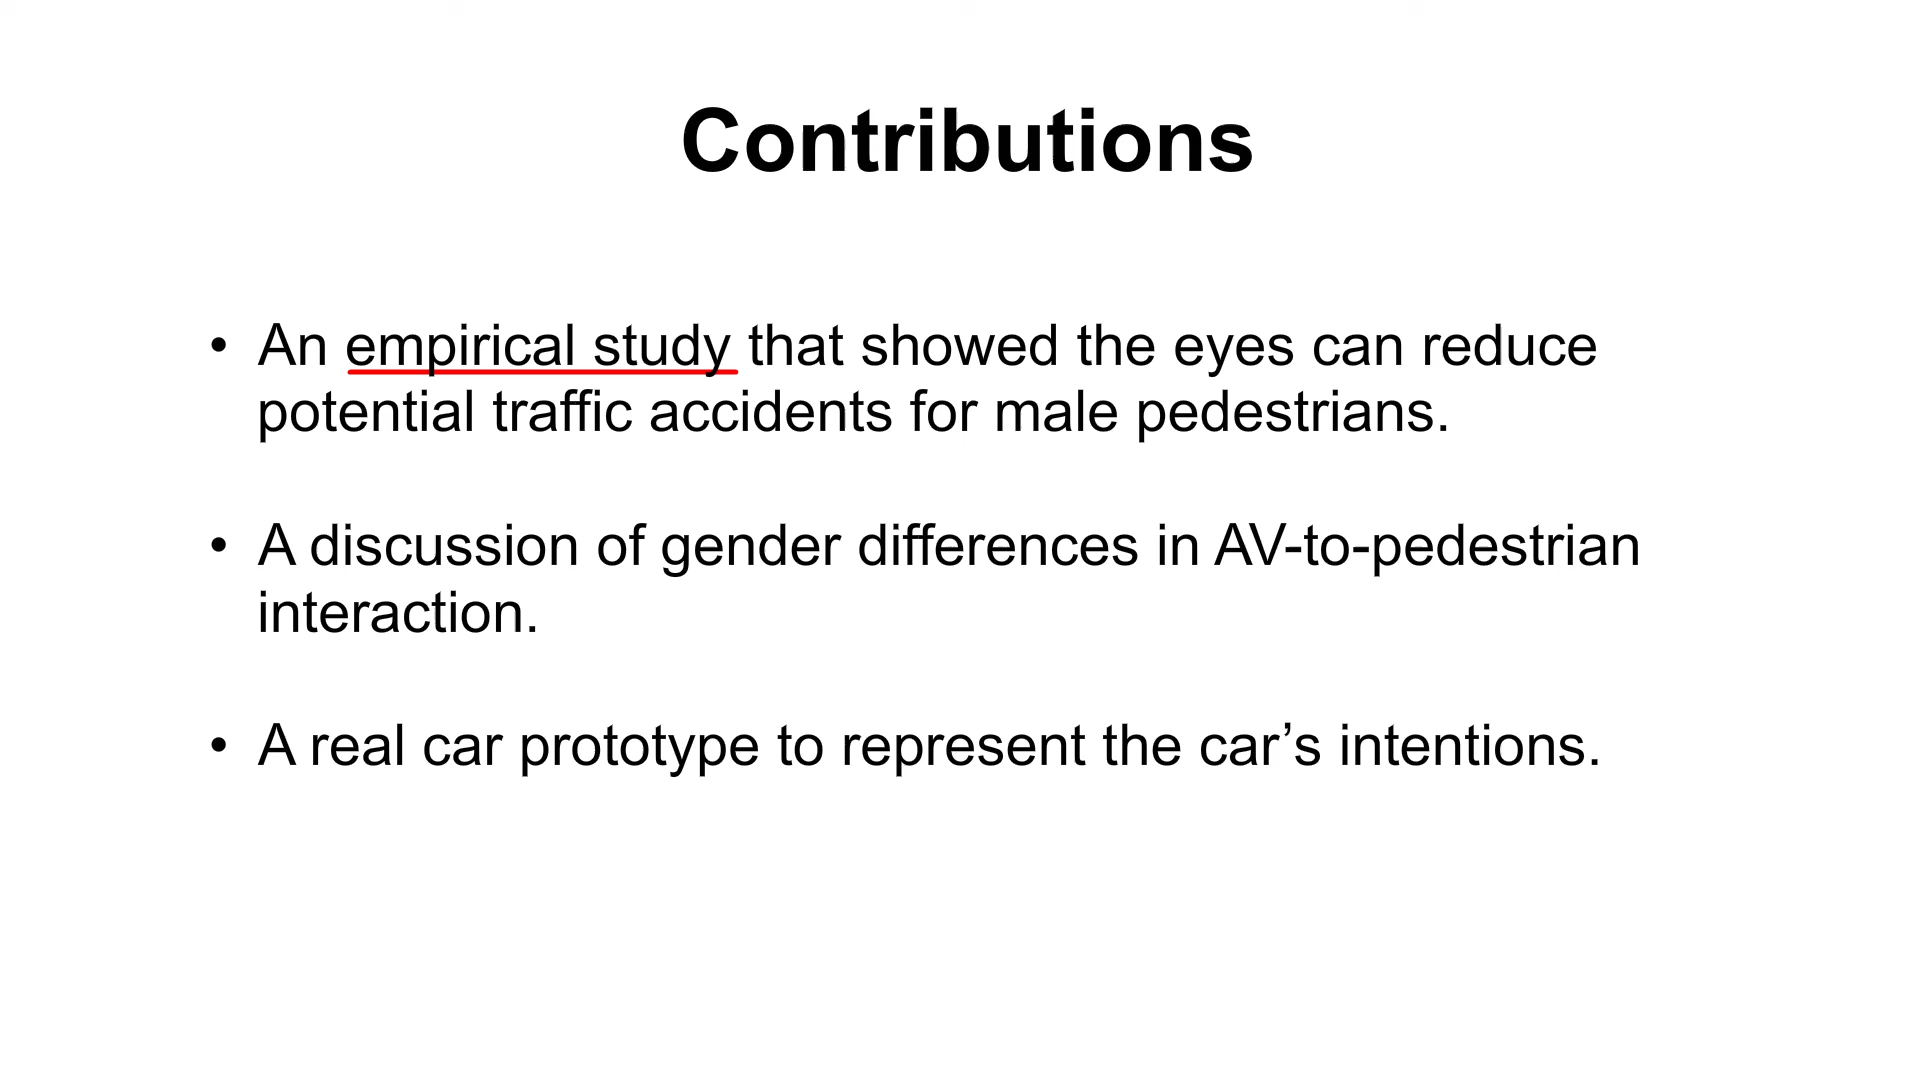 Contributions
• An empirical study that showed the eyes can reduce
potential traffic accidents for male pedestrians.
• A discussion of gender differences in AV-to-pedestrian
interaction.
• A real car prototype to represent the car’s intentions.